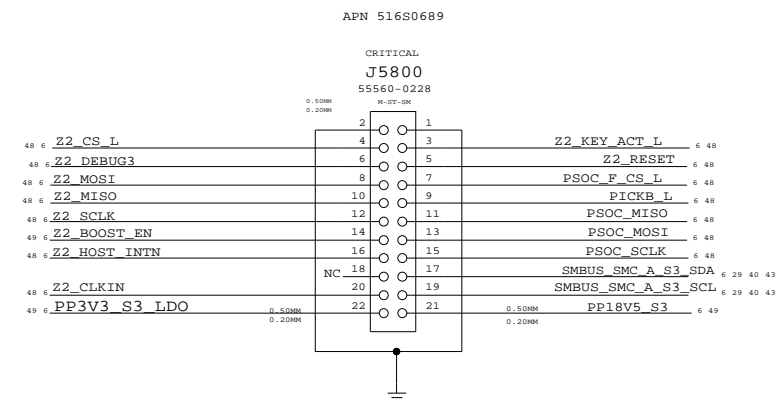 APN 516S0689
CRITICAL
J5800
55560-0228
M-ST-SM
0.50MM
0.20MM
2 1
48 6 Z2_CS_L 4 3 Z2_KEY_ACT_L 6 48
48 6 Z2_DEBUG3 6 5 Z2_RESET 6 48
48 6 Z2_MOSI 8 7 PSOC_F_CS_L 6 48
48 6 Z2_MISO 10 9 PICKB_L 6 48
48 6 Z2_SCLK 12 11 PSOC_MISO 6 48
49 6 Z2_BOOST_EN 14 13 PSOC_MOSI 6 48
48 6 Z2_HOST_INTN 16 15 PSOC_SCLK 6 48
NC 18 17 SMBUS_SMC_A_S3_SDA 6 29 40 43
48 6 Z2_CLKIN 20 19 SMBUS_SMC_A_S3_SCL 6 29 40 43
49 6 PP3V3_S3_LDO 0.50MM 22 21 0.50MM PP18V5_S3 6 49
0.20MM 0.20MM